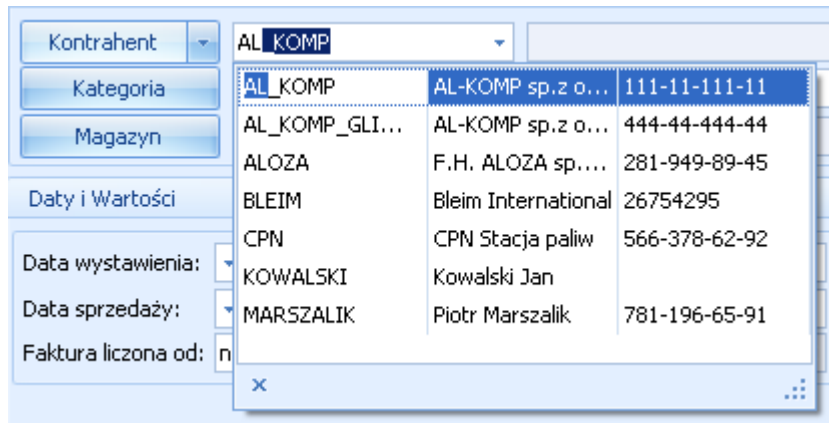 Kontrahent AL_KOMP
Kategoria
Magazyn
AL_KOMP AL-KOMP sp.z o... 111-11-111-11
AL_KOMP_GLI... AL-KOMP sp.z o... 444-44-444-44
ALOZA F.H. ALOZA sp.... 281-949-89-45
BLEIM Bleim International 26754295
CPN CPN Stacja paliw 566-378-62-92
KOWALSKI Kowalski Jan
MARSZALIK Piotr Marszalik 781-196-65-91
Daty i Wartości
Data wystawienia:
Data sprzedaży:
Faktura liczona od: n